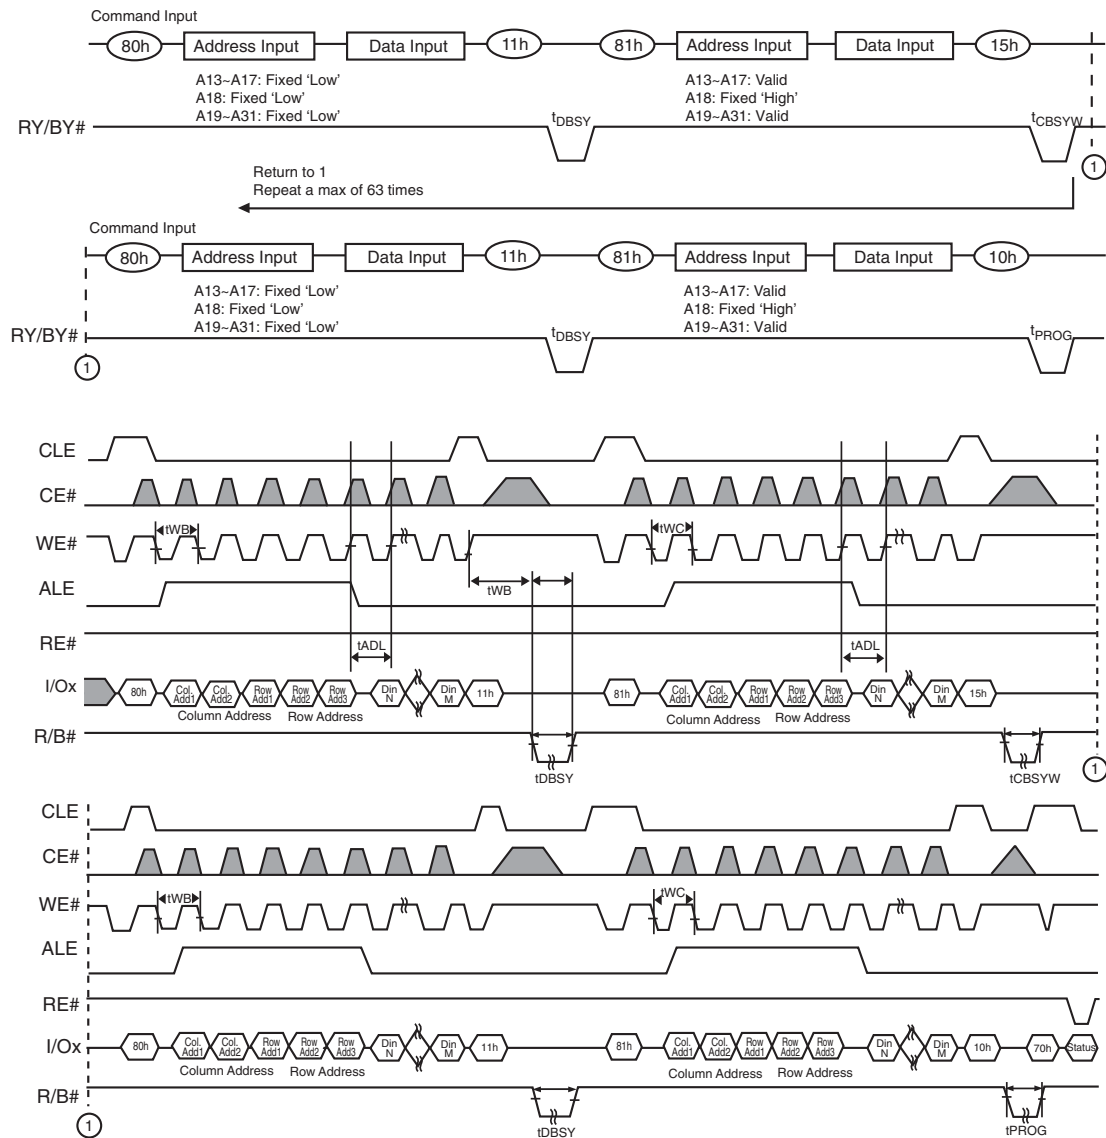 Command Input
80h Address Input Data Input 11h 81h Address Input Data Input 15h
A13~A17: Fixed 'Low' A13~A17: Valid
A18: Fixed 'Low' A18: Fixed 'High'
A19~A31: Fixed 'Low' A19~A31: Valid
RY/BY# tDBSY tCBSYW
1
Return to 1
Repeat a max of 63 times
Command Input
80h Address Input Data Input 11h 81h Address Input Data Input 10h
A13~A17: Fixed 'Low' A13~A17: Valid
A18: Fixed 'Low' A18: Fixed 'High'
A19~A31: Fixed 'Low' A19~A31: Valid
RY/BY# tDBSY tPROG
1
CLE
CE#
WE# tWB tWC
ALE tWB
RE# tADL tADL
I/Ox 80h Col. Add1 Col. Add2 Row Add1 Row Add2 Row Add3 Din N Din M 11h 81h Col. Add1 Col. Add2 Row Add1 Row Add2 Row Add3 Din N Din M 15h
Column Address Row Address Column Address Row Address
R/B#
tDBSY tCBSYW 1
CLE
CE#
WE# tWB tWC
ALE
RE#
I/Ox 80h Col. Add1 Col. Add2 Row Add1 Row Add2 Row Add3 Din N Din M 11h 81h Col. Add1 Col. Add2 Row Add1 Row Add2 Row Add3 Din N Din M 10h 70h Status
Column Address Row Address Column Address Row Address
R/B#
1 tDBSY tPROG